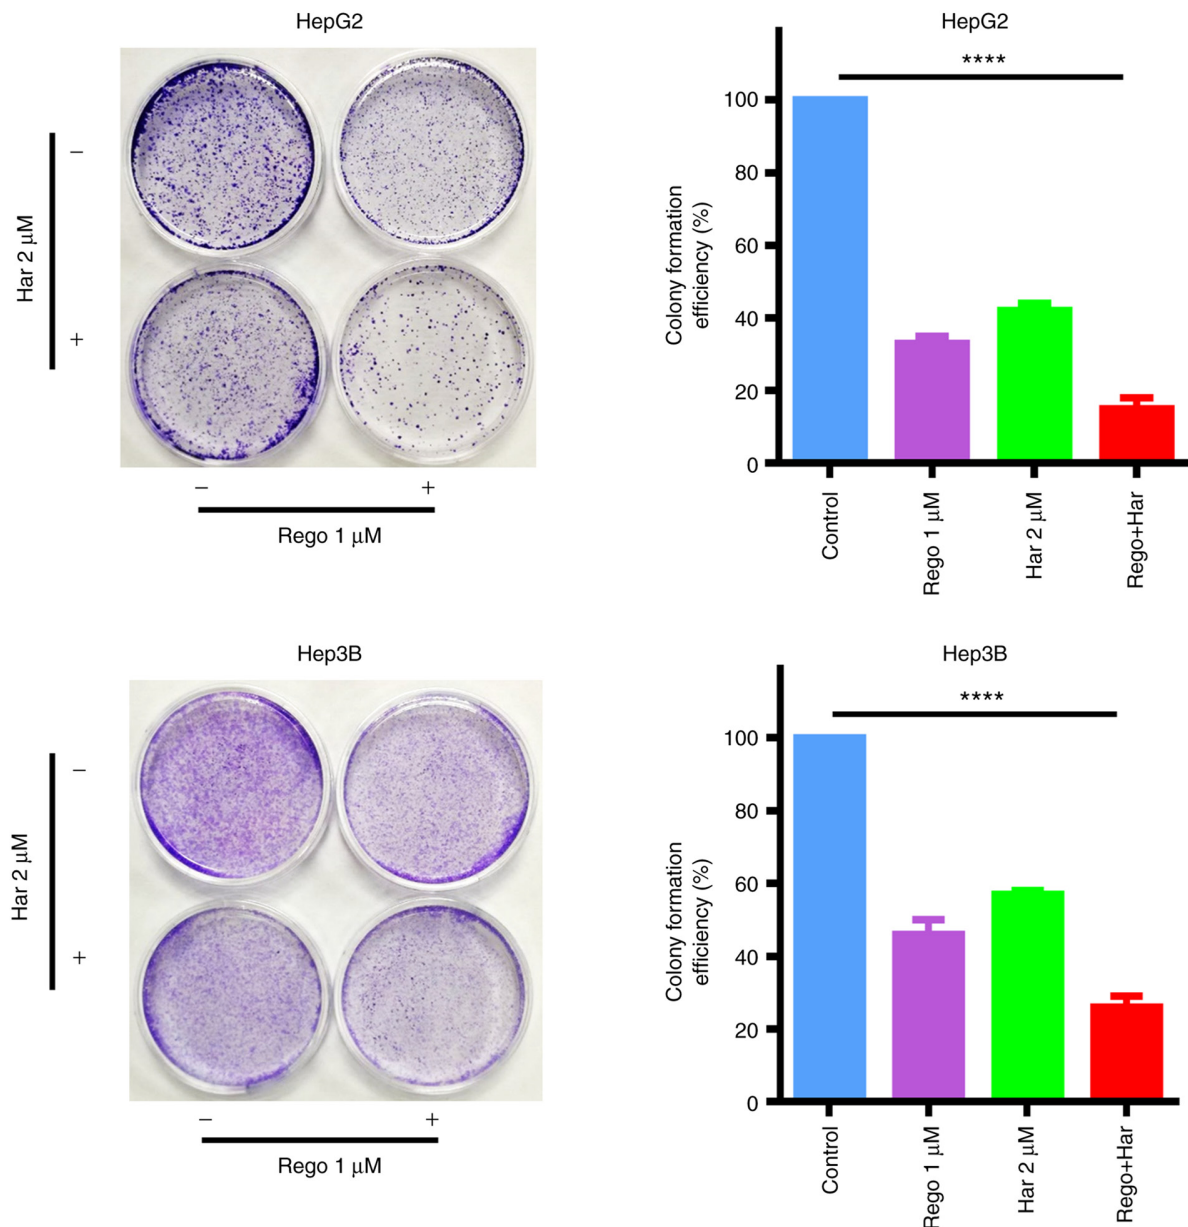 HepG2
Har 2 μM
−
+
−
+
Rego 1 μM
HepG2
****
Colony formation
efficiency (%)
100
80
60
40
20
0
Control
Rego 1 μM
Har 2 μM
Rego+Har
Hep3B
Har 2 μM
−
+
−
+
Rego 1 μM
Hep3B
****
Colony formation
efficiency (%)
100
80
60
40
20
0
Control
Rego 1 μM
Har 2 μM
Rego+Har